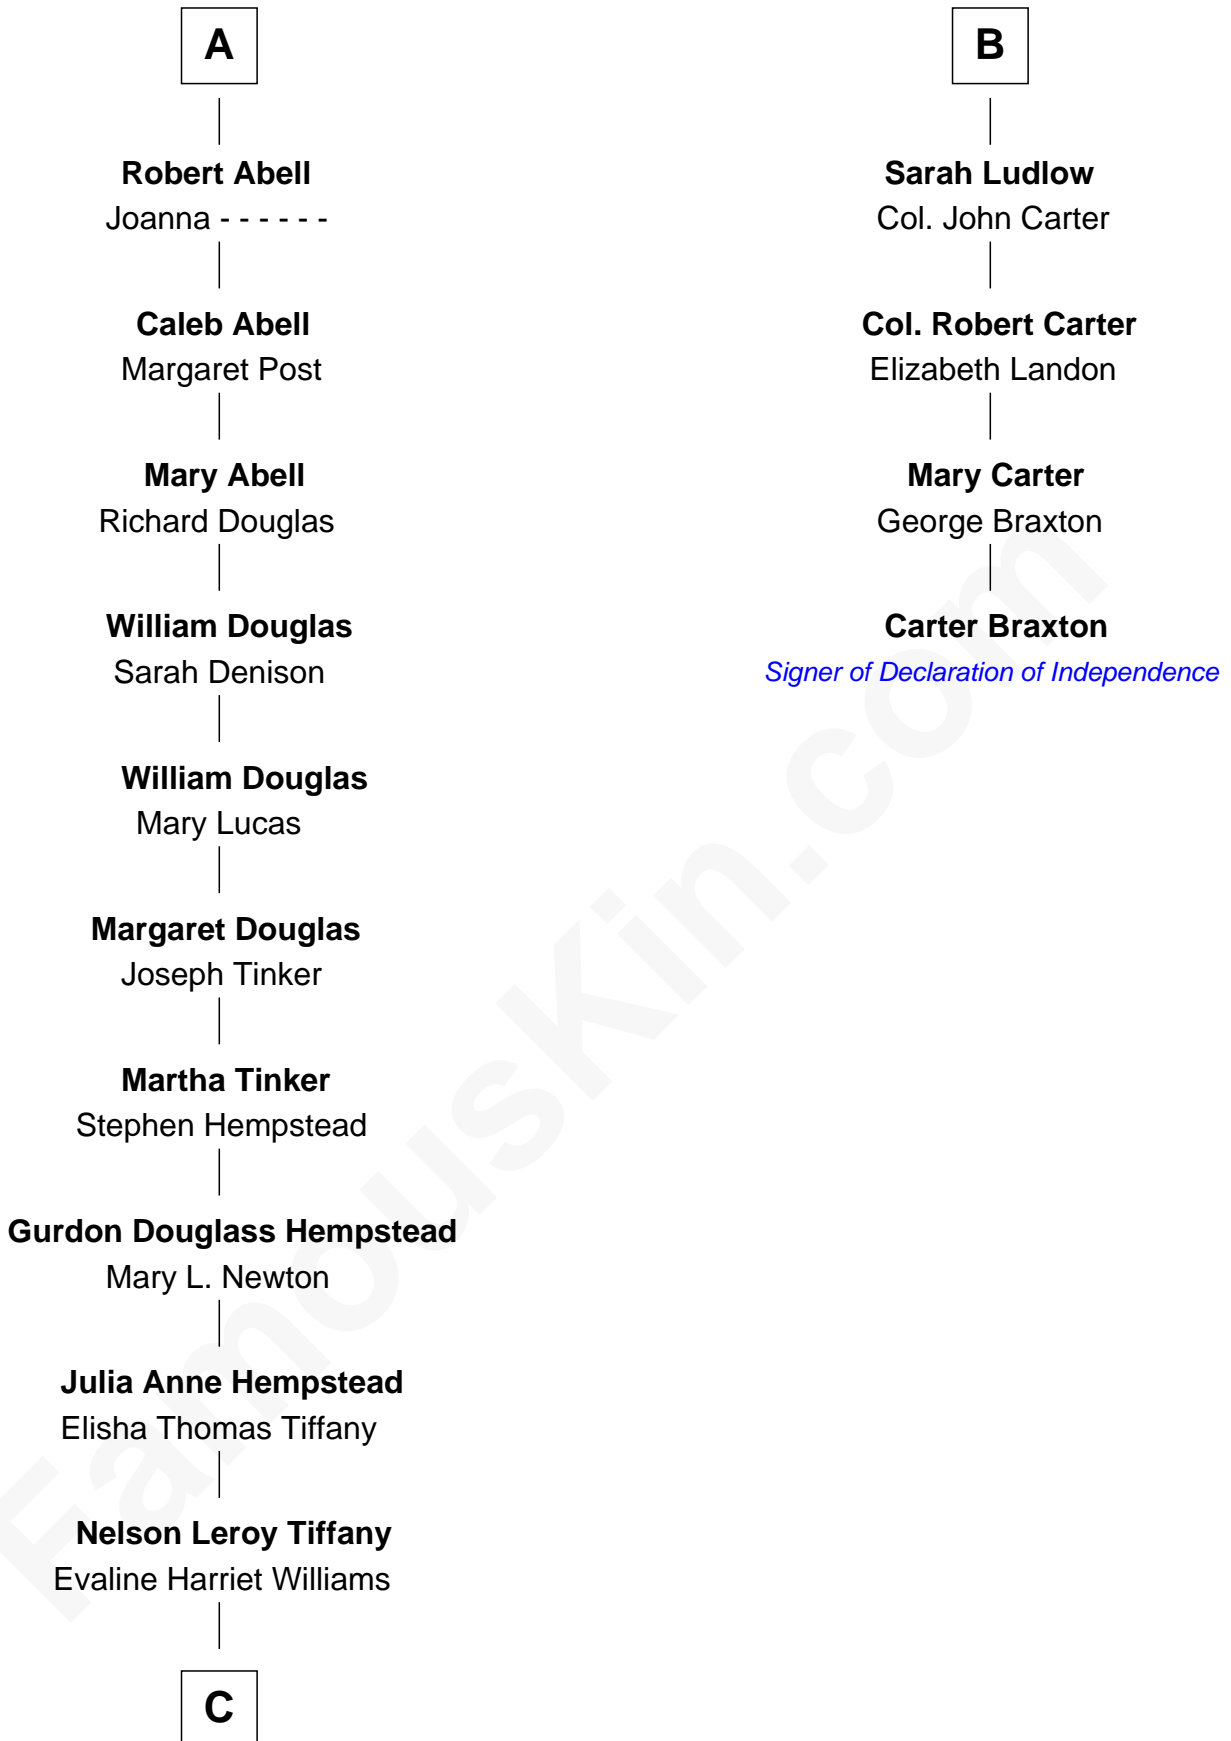 A
Robert Abell
Joanna - - - - - -
Caleb Abell
Margaret Post
Mary Abell
Richard Douglas
William Douglas
Sarah Denison
William Douglas
Mary Lucas
Margaret Douglas
Joseph Tinker
Martha Tinker
Stephen Hempstead
Gurdon Douglass Hempstead
Mary L. Newton
Julia Anne Hempstead
Elisha Thomas Tiffany
Nelson Leroy Tiffany
Evaline Harriet Williams
C
B
Sarah Ludlow
Col. John Carter
Col. Robert Carter
Elizabeth Landon
Mary Carter
George Braxton
Carter Braxton
Signer of Declaration of Independence
FamousKin.com